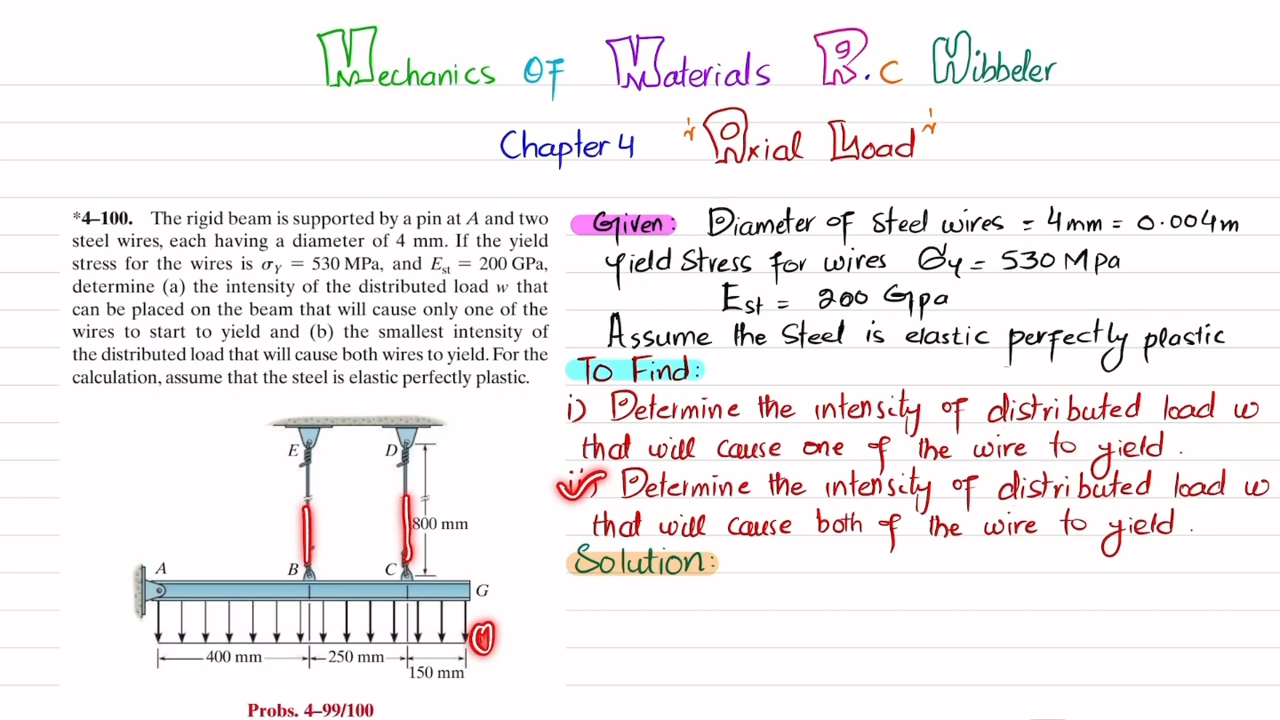 Mechanics OF Materials R.C Hibbeler
Chapter 4 "Axial Load"
*4–100. The rigid beam is supported by a pin at A and two
steel wires, each having a diameter of 4 mm. If the yield
stress for the wires is σY = 530 MPa, and Est = 200 GPa,
determine (a) the intensity of the distributed load w that
can be placed on the beam that will cause only one of the
wires to start to yield and (b) the smallest intensity of
the distributed load that will cause both wires to yield. For the
calculation, assume that the steel is elastic perfectly plastic.
E D
800 mm
A B C G
400 mm 250 mm
150 mm
Probs. 4–99/100
Given: Diameter of steel wires = 4mm = 0.004m
Yield Stress for wires σy = 530 MPa
Est = 200 Gpa
Assume the Steel is elastic perfectly plastic
To Find:
i) Determine the intensity of distributed load w
that will cause one of the wire to yield.
Determine the intensity of distributed load w
that will cause both of the wire to yield.
Solution: